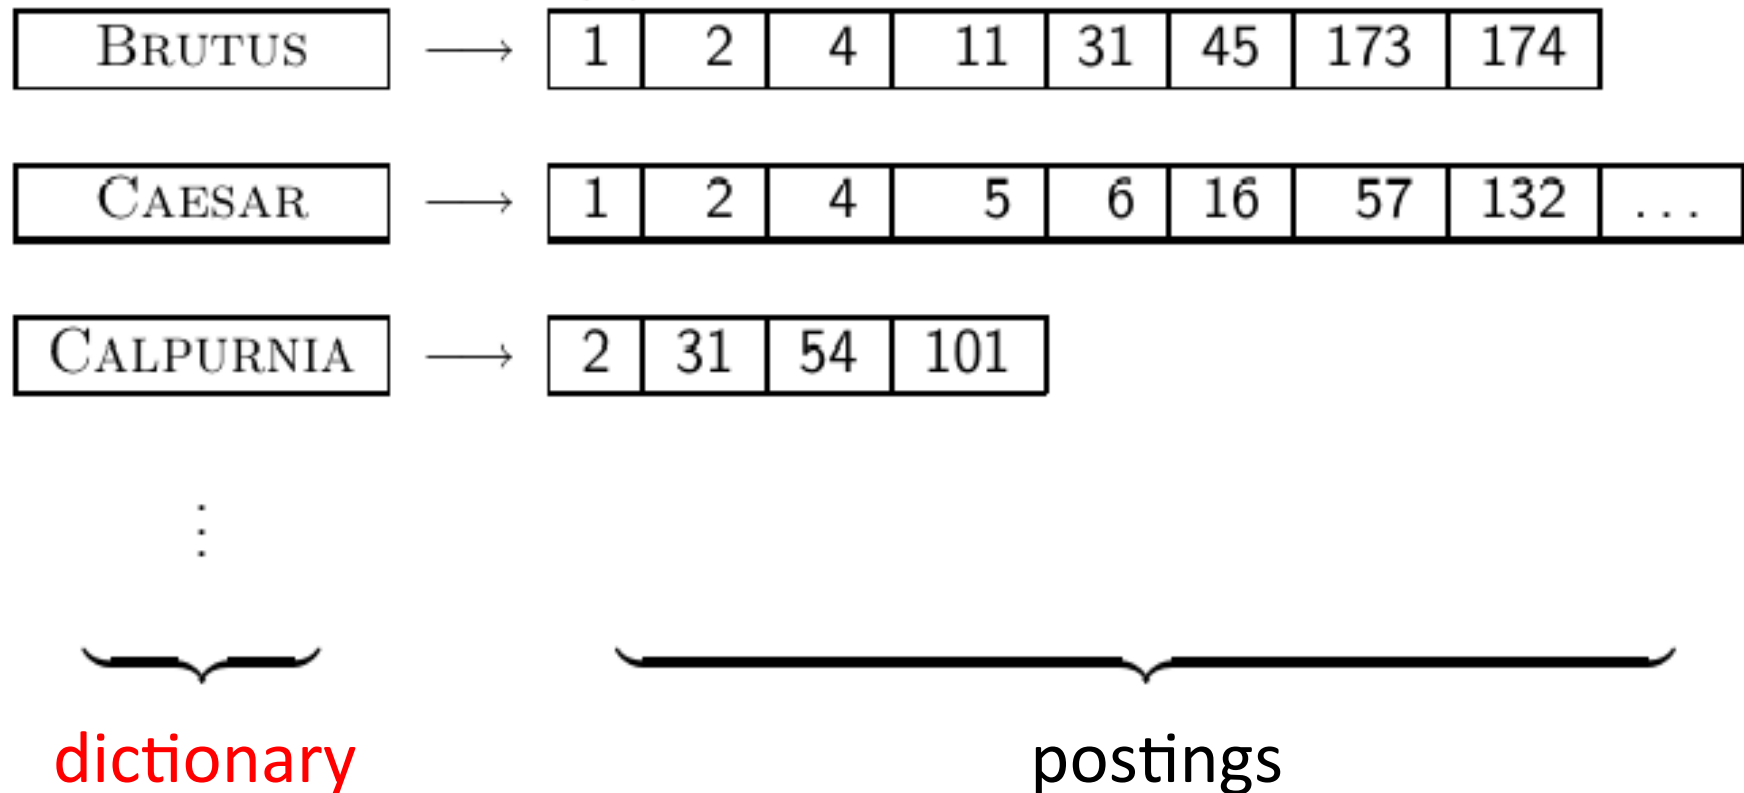 BRUTUS → 1 2 4 11 31 45 173 174
CAESAR → 1 2 4 5 6 16 57 132 ...
CALPURNIA → 2 31 54 101
⋮
dictionary postings